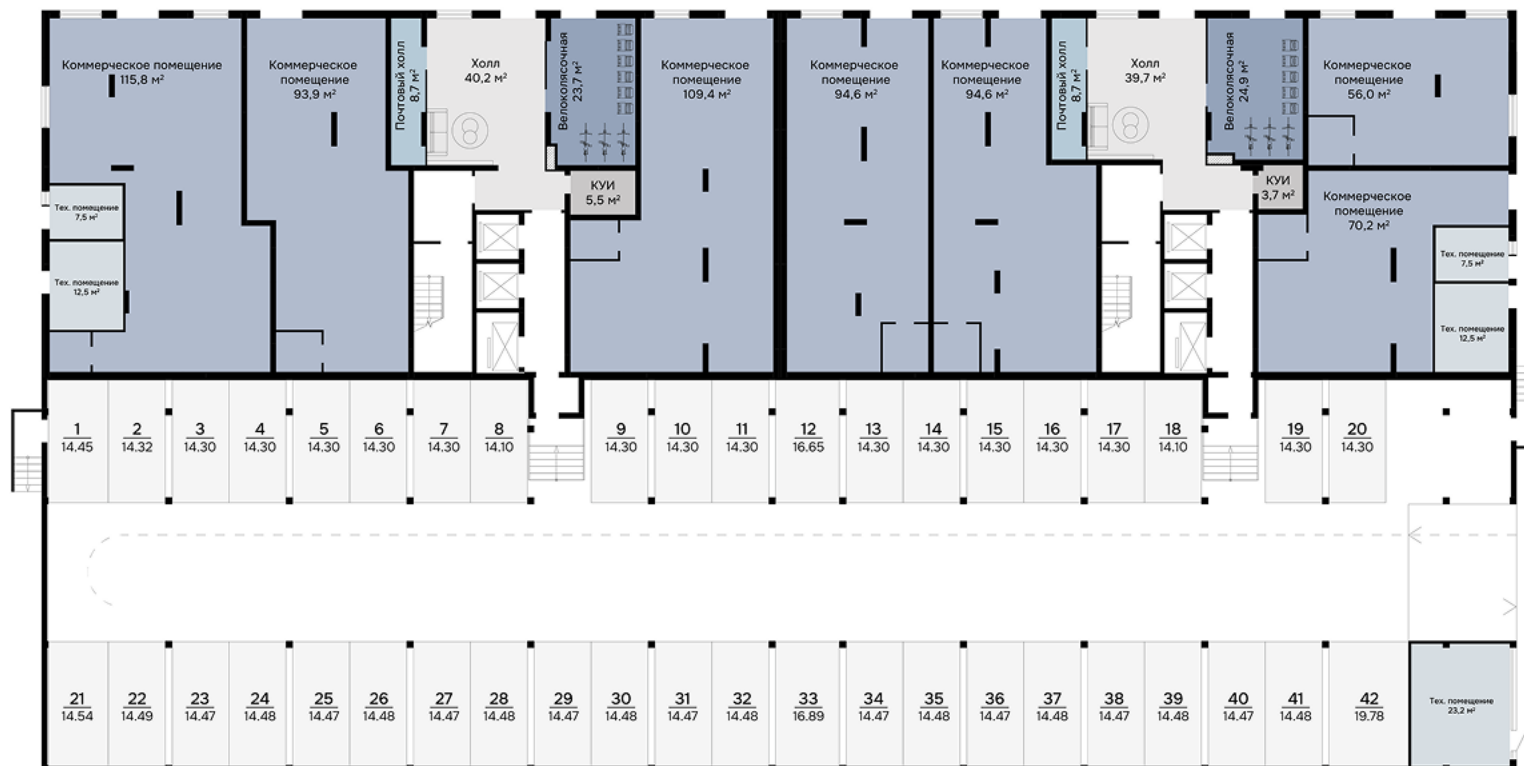 Коммерческое помещение
115,8 м²
Коммерческое
помещение
93,9 м²
Почтовый холл
8,7 м²
Холл
40,2 м²
Велоколясочная
23,7 м²
Коммерческое
помещение
109,4 м²
Коммерческое
помещение
94,6 м²
Коммерческое
помещение
94,6 м²
Почтовый холл
8,7 м²
Холл
39,7 м²
Велоколясочная
24,9 м²
Коммерческое
помещение
56,0 м²
Тех. помещение
7,5 м²
Тех. помещение
12,5 м²
КУИ
5,5 м²
КУИ
3,7 м²
Коммерческое
помещение
70,2 м²
Тех. помещение
7,5 м²
Тех. помещение
12,5 м²
1
14.45
2
14.32
3
14.30
4
14.30
5
14.30
6
14.30
7
14.30
8
14.10
9
14.30
10
14.30
11
14.30
12
16.65
13
14.30
14
14.30
15
14.30
16
14.30
17
14.30
18
14.10
19
14.30
20
14.30
21
14.54
22
14.49
23
14.47
24
14.48
25
14.47
26
14.48
27
14.47
28
14.48
29
14.47
30
14.48
31
14.47
32
14.48
33
16.89
34
14.47
35
14.48
36
14.47
37
14.48
38
14.47
39
14.48
40
14.47
41
14.48
42
19.78
Тех. помещение
23,2 м²